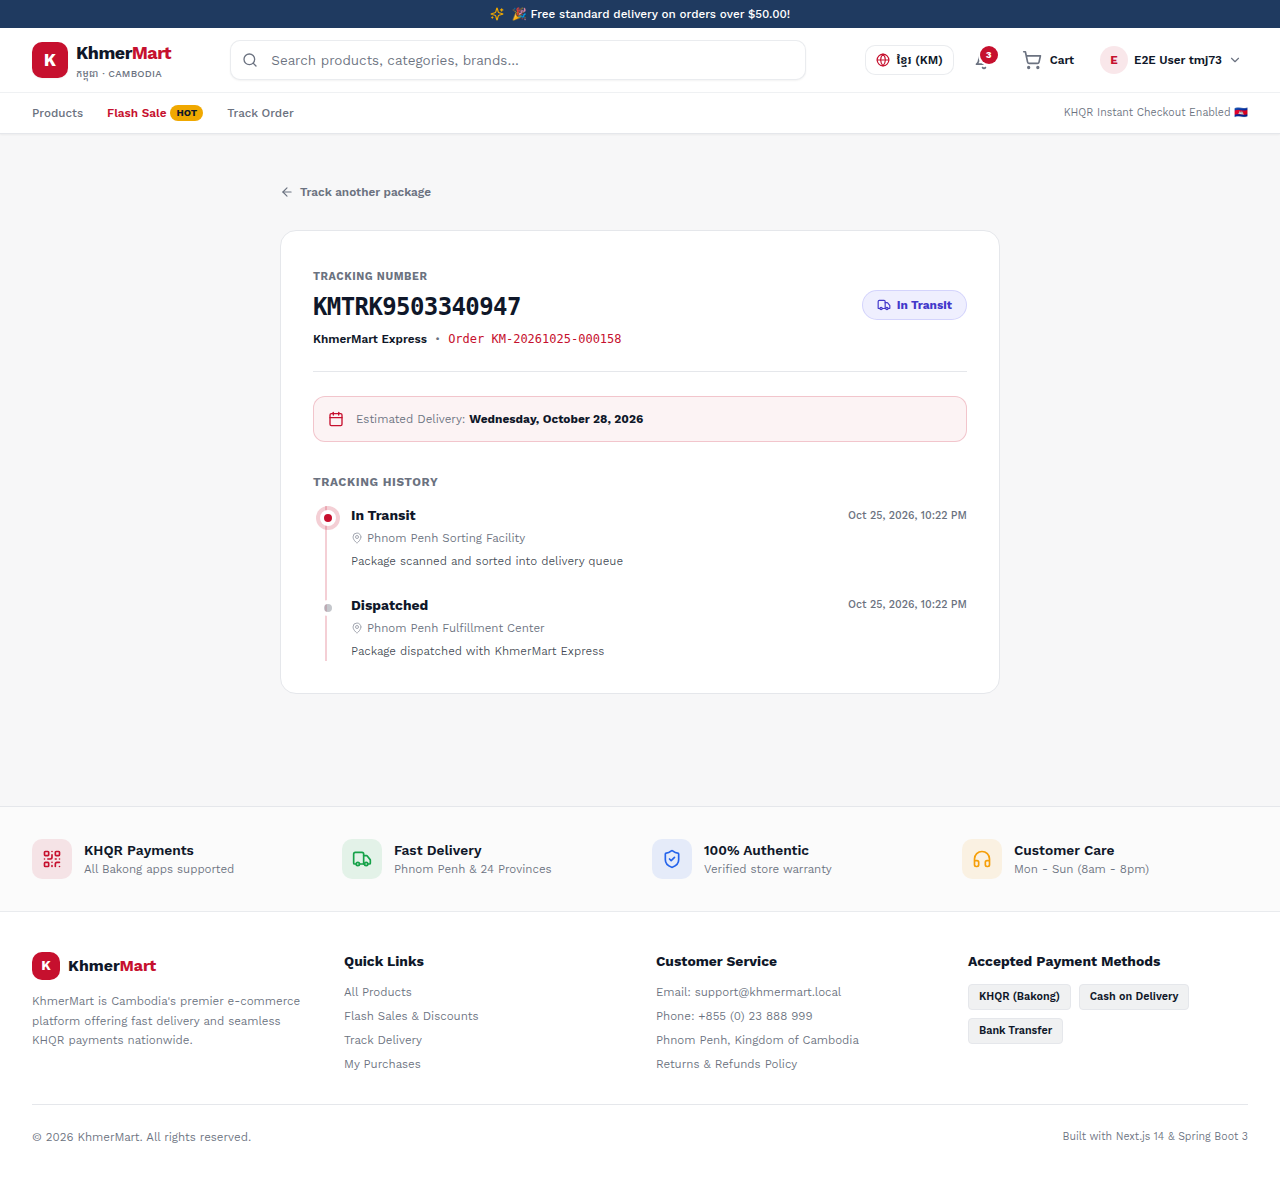 🎉 Free standard delivery on orders over $50.00!
K
KhmerMart
កម្ពុជា · CAMBODIA
Search products, categories, brands...
ខ្មែរ (KM)
3
Cart
E
E2E User tmj73
Products
Flash Sale HOT
Track Order
KHQR Instant Checkout Enabled 🇰🇭
Track another package
TRACKING NUMBER
KMTRK9503340947
In Transit
KhmerMart Express • Order KM-20261025-000158
Estimated Delivery: Wednesday, October 28, 2026
TRACKING HISTORY
In Transit
Oct 25, 2026, 10:22 PM
Phnom Penh Sorting Facility
Package scanned and sorted into delivery queue
Dispatched
Oct 25, 2026, 10:22 PM
Phnom Penh Fulfillment Center
Package dispatched with KhmerMart Express
KHQR Payments
All Bakong apps supported
Fast Delivery
Phnom Penh & 24 Provinces
100% Authentic
Verified store warranty
Customer Care
Mon - Sun (8am - 8pm)
K
KhmerMart
KhmerMart is Cambodia's premier e-commerce
platform offering fast delivery and seamless
KHQR payments nationwide.
Quick Links
All Products
Flash Sales & Discounts
Track Delivery
My Purchases
Customer Service
Email: support@khmermart.local
Phone: +855 (0) 23 888 999
Phnom Penh, Kingdom of Cambodia
Returns & Refunds Policy
Accepted Payment Methods
KHQR (Bakong)
Cash on Delivery
Bank Transfer
© 2026 KhmerMart. All rights reserved.
Built with Next.js 14 & Spring Boot 3